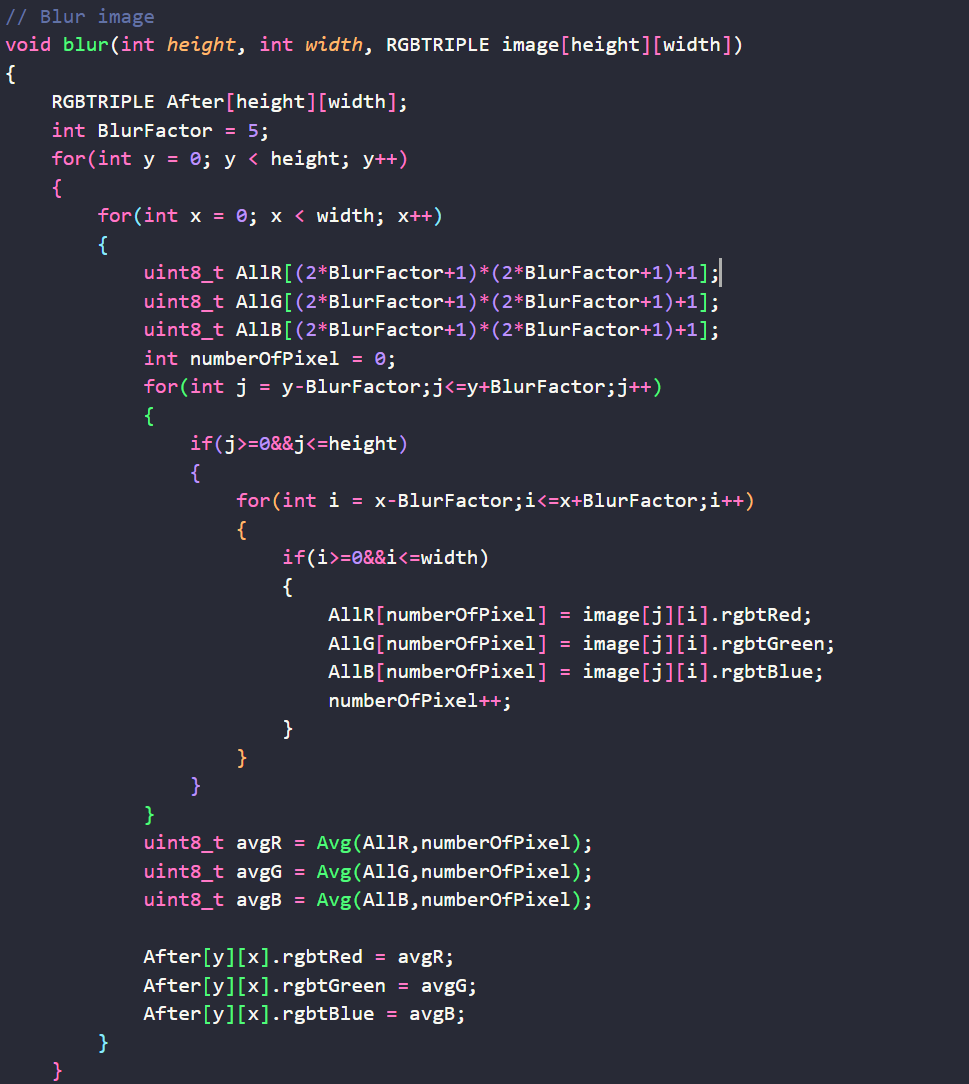 // Blur image
void blur(int height, int width, RGBTRIPLE image[height][width])
{
    RGBTRIPLE After[height][width];
    int BlurFactor = 5;
    for(int y = 0; y < height; y++)
    {
        for(int x = 0; x < width; x++)
        {
            uint8_t AllR[(2*BlurFactor+1)*(2*BlurFactor+1)+1];
            uint8_t AllG[(2*BlurFactor+1)*(2*BlurFactor+1)+1];
            uint8_t AllB[(2*BlurFactor+1)*(2*BlurFactor+1)+1];
            int numberOfPixel = 0;
            for(int j = y-BlurFactor;j<=y+BlurFactor;j++)
            {
                if(j>=0&&j<=height)
                {
                    for(int i = x-BlurFactor;i<=x+BlurFactor;i++)
                    {
                        if(i>=0&&i<=width)
                        {
                            AllR[numberOfPixel] = image[j][i].rgbtRed;
                            AllG[numberOfPixel] = image[j][i].rgbtGreen;
                            AllB[numberOfPixel] = image[j][i].rgbtBlue;
                            numberOfPixel++;
                        }
                    }
                }
            }
            uint8_t avgR = Avg(AllR,numberOfPixel);
            uint8_t avgG = Avg(AllG,numberOfPixel);
            uint8_t avgB = Avg(AllB,numberOfPixel);

            After[y][x].rgbtRed = avgR;
            After[y][x].rgbtGreen = avgG;
            After[y][x].rgbtBlue = avgB;
        }
    }